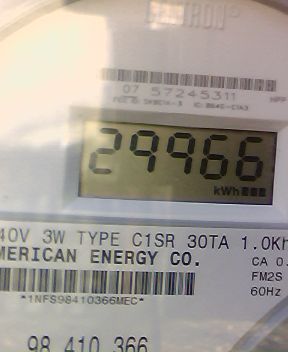 07 57245311
29966
kWh
40V 3W TYPE C1SR 30TA 1.0Kh
MERICAN ENERGY CO.
CA 0.
FM2S
*1NFS98410366MEC*
60Hz
98 410 366